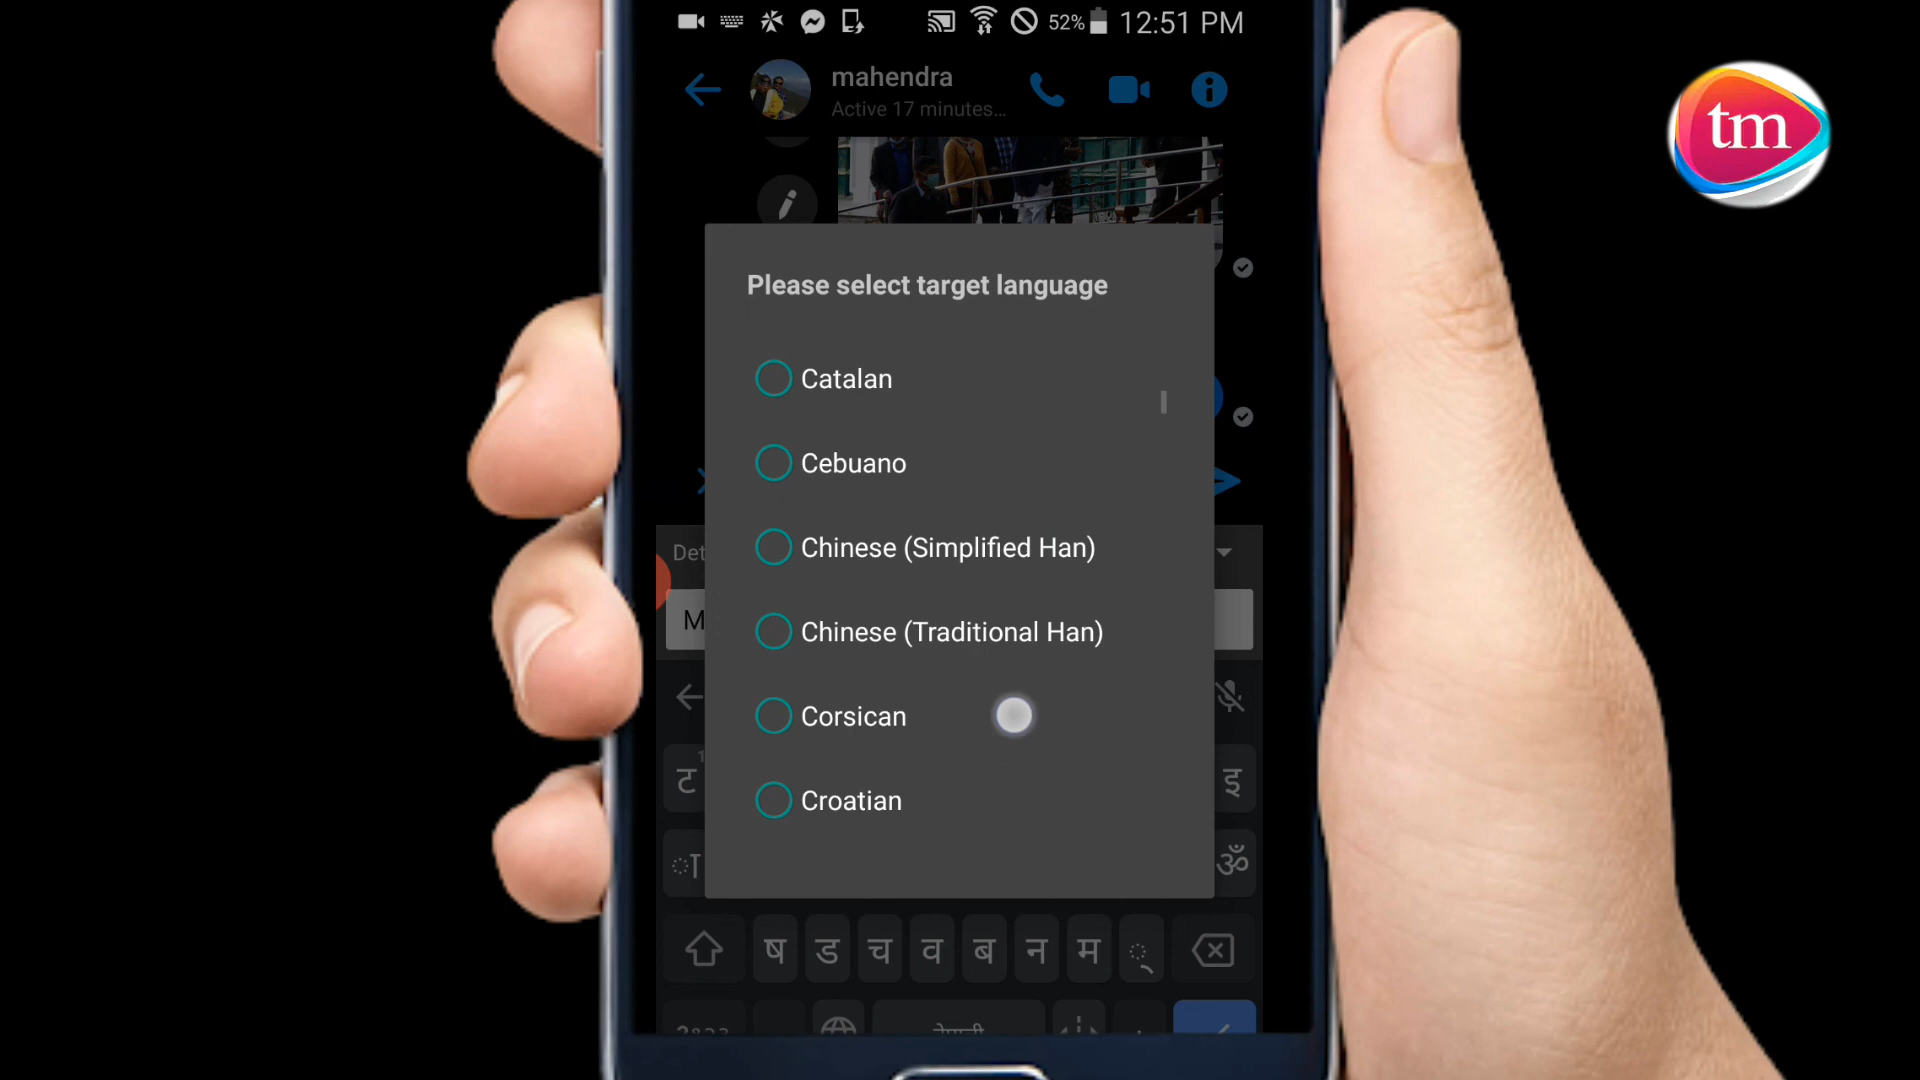 52% 12:51 PM
mahendra
Active 17 minutes...
tm
Please select target language
Catalan
Cebuano
Chinese (Simplified Han)
Chinese (Traditional Han)
Corsican
Croatian
Det
M
ट इ
ा ॐ
ष ड च व ब न म ्
नेपाली